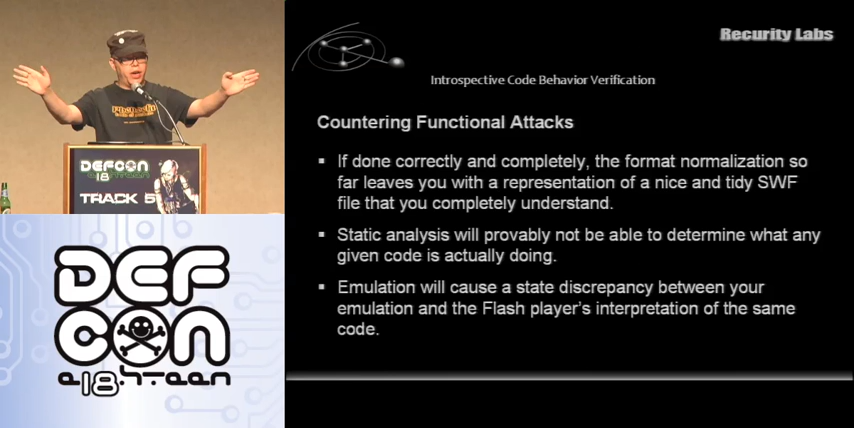 Recurity Labs
Introspective Code Behavior Verification
Countering Functional Attacks
▪ If done correctly and completely, the format normalization so
far leaves you with a representation of a nice and tidy SWF
file that you completely understand.
▪ Static analysis will provably not be able to determine what any
given code is actually doing.
▪ Emulation will cause a state discrepancy between your
emulation and the Flash player's interpretation of the same
code.
DEFCON
18
TRACK 5
DEF
CON
e18h+een